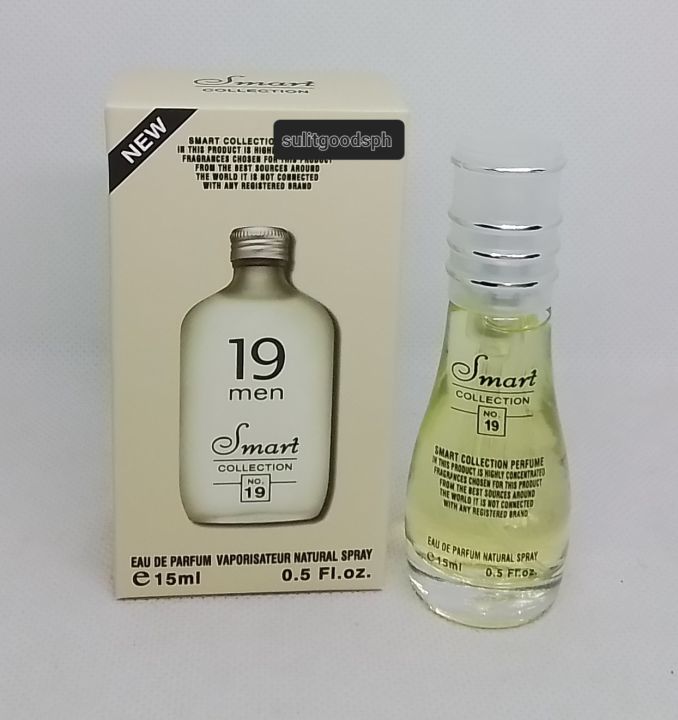 Smart
COLLECTION
NEW
SMART COLLECTION
sulitgoodsph
IN THIS PRODUCT IS HIGHLY
FRAGRANCES CHOSEN FOR THIS PRODUCT
FROM THE BEST SOURCES AROUND
THE WORLD IT IS NOT CONNECTED
WITH ANY REGISTERED BRAND
19
men
Smart
COLLECTION
NO.
19
EAU DE PARFUM VAPORISATEUR NATURAL SPRAY
e 15ml 0.5 Fl.oz.
Smart
COLLECTION
NO.
19
SMART COLLECTION PERFUME
IN THIS PRODUCT IS HIGHLY CONCENTRATED
FRAGRANCES CHOSEN FOR THIS PRODUCT
FROM THE BEST SOURCES AROUND
THE WORLD IT IS NOT CONNECTED
WITH ANY REGISTERED BRAND
EAU DE PARFUM NATURAL SPRAY
e 15ml 0.5 Fl.oz.